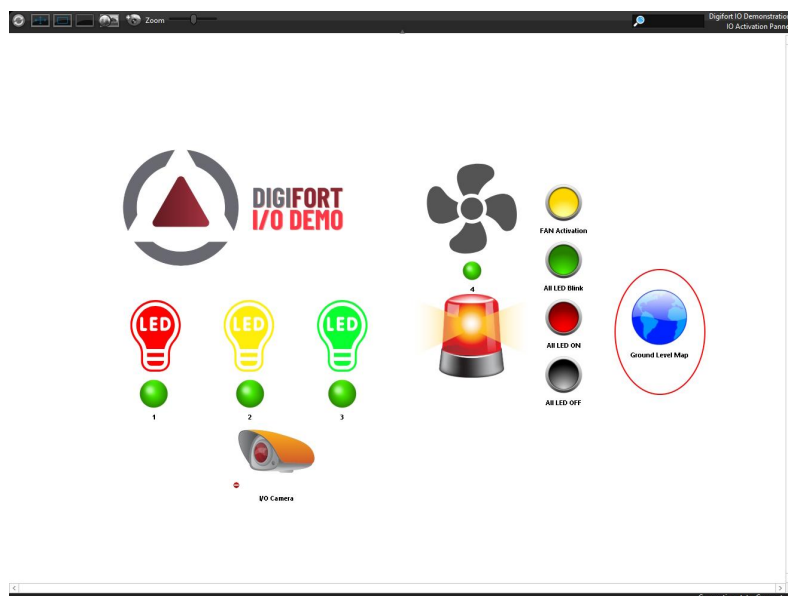 Zoom
Digifort IO Demonstration
IO Activation Panne
DIGIFORT
I/O DEMO
FAN Activation
4
All LED Blink
LED
LED
LED
All LED ON
Ground Level Map
All LED OFF
1
2
3
I/O Camera